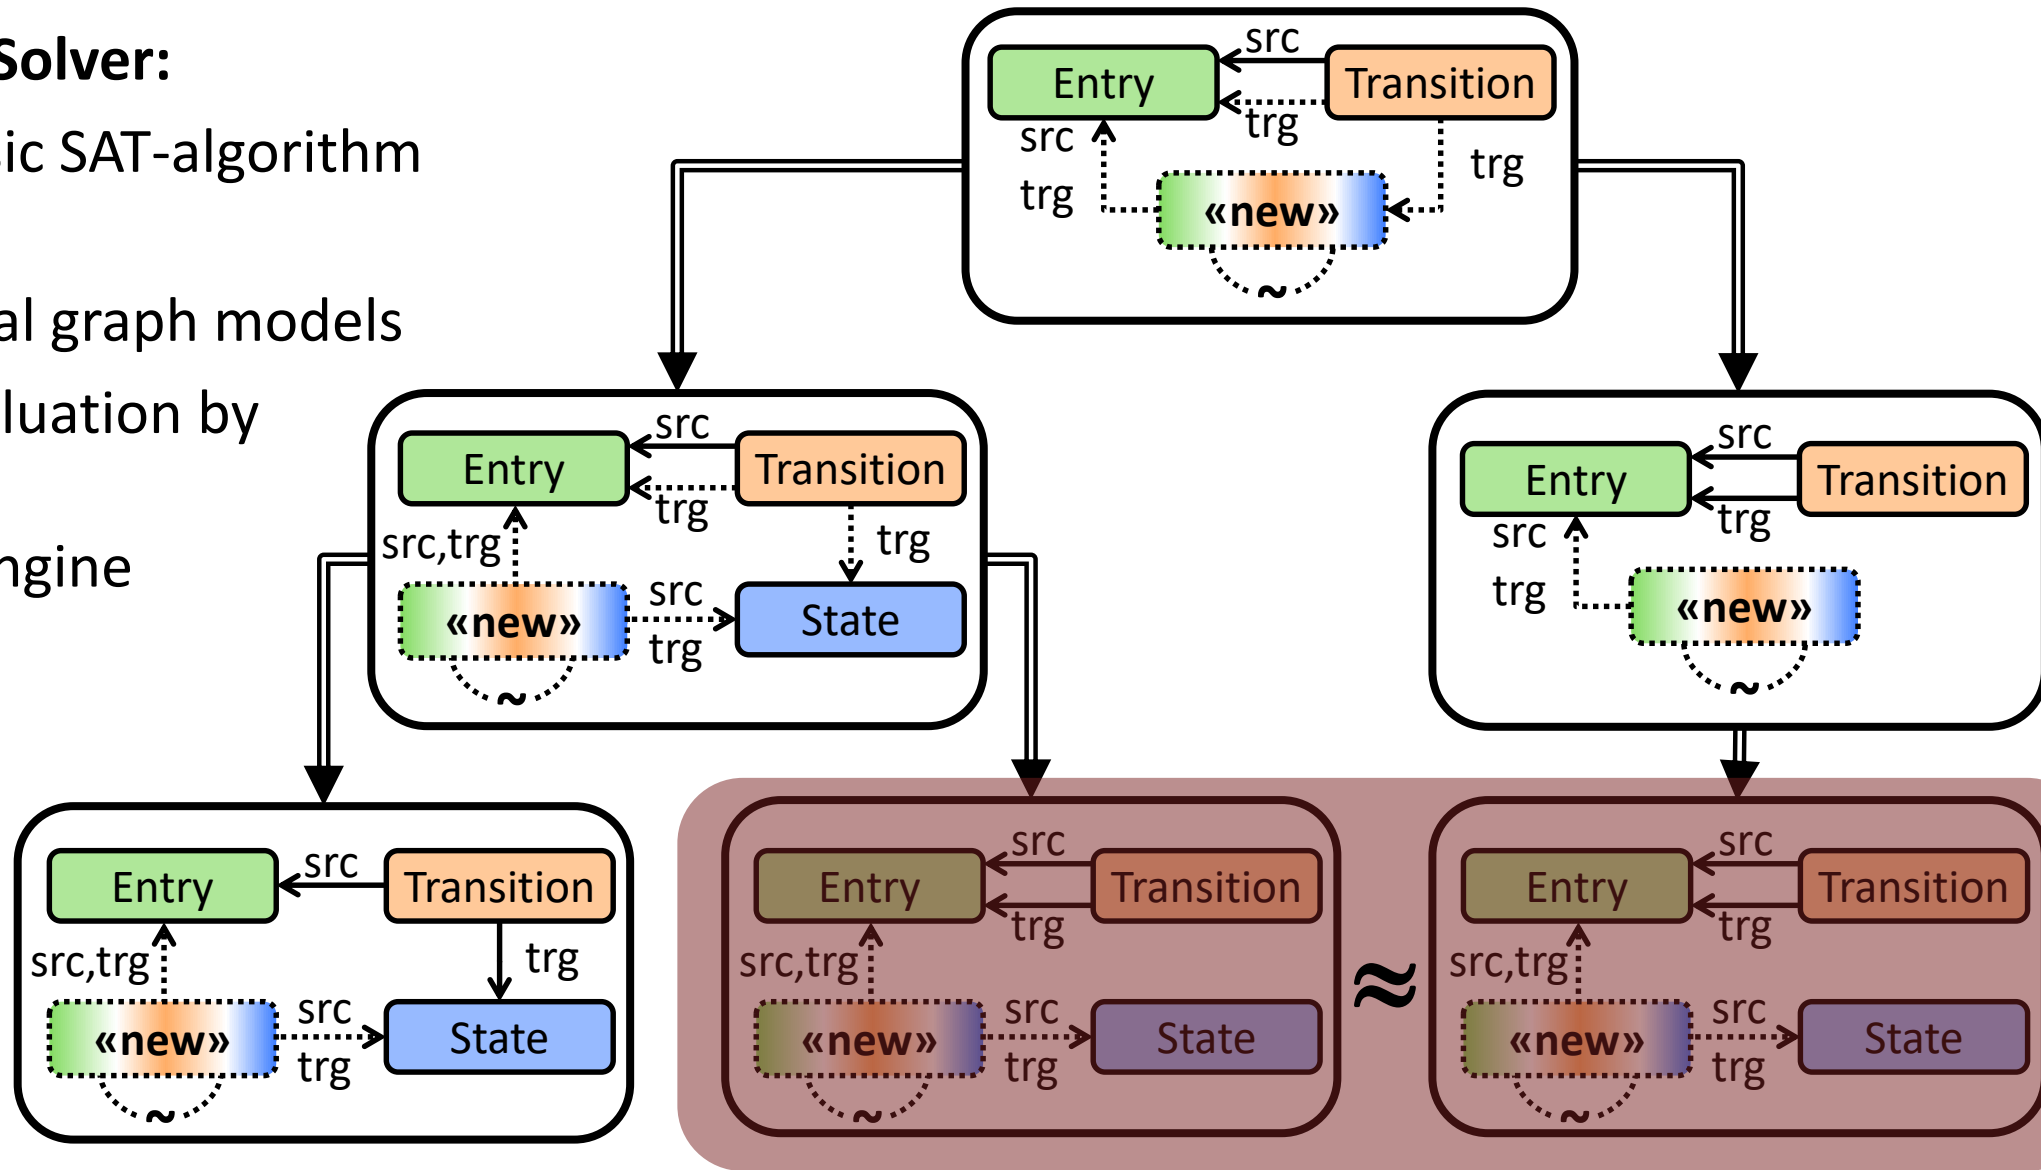 Solver:
ic SAT-algorithm
al graph models
luation by
ngine
Entry
src
Transition
trg
src
trg
trg
«new»
~
Entry
src
Transition
trg
src,trg
trg
«new»
src
trg
State
~
Entry
src
Transition
trg
src
trg
«new»
~
Entry
src
Transition
src,trg
trg
«new»
src
trg
State
~
Entry
src
Transition
trg
src,trg
«new»
src
trg
State
~
≈
Entry
src
Transition
trg
src,trg
«new»
src
trg
State
~